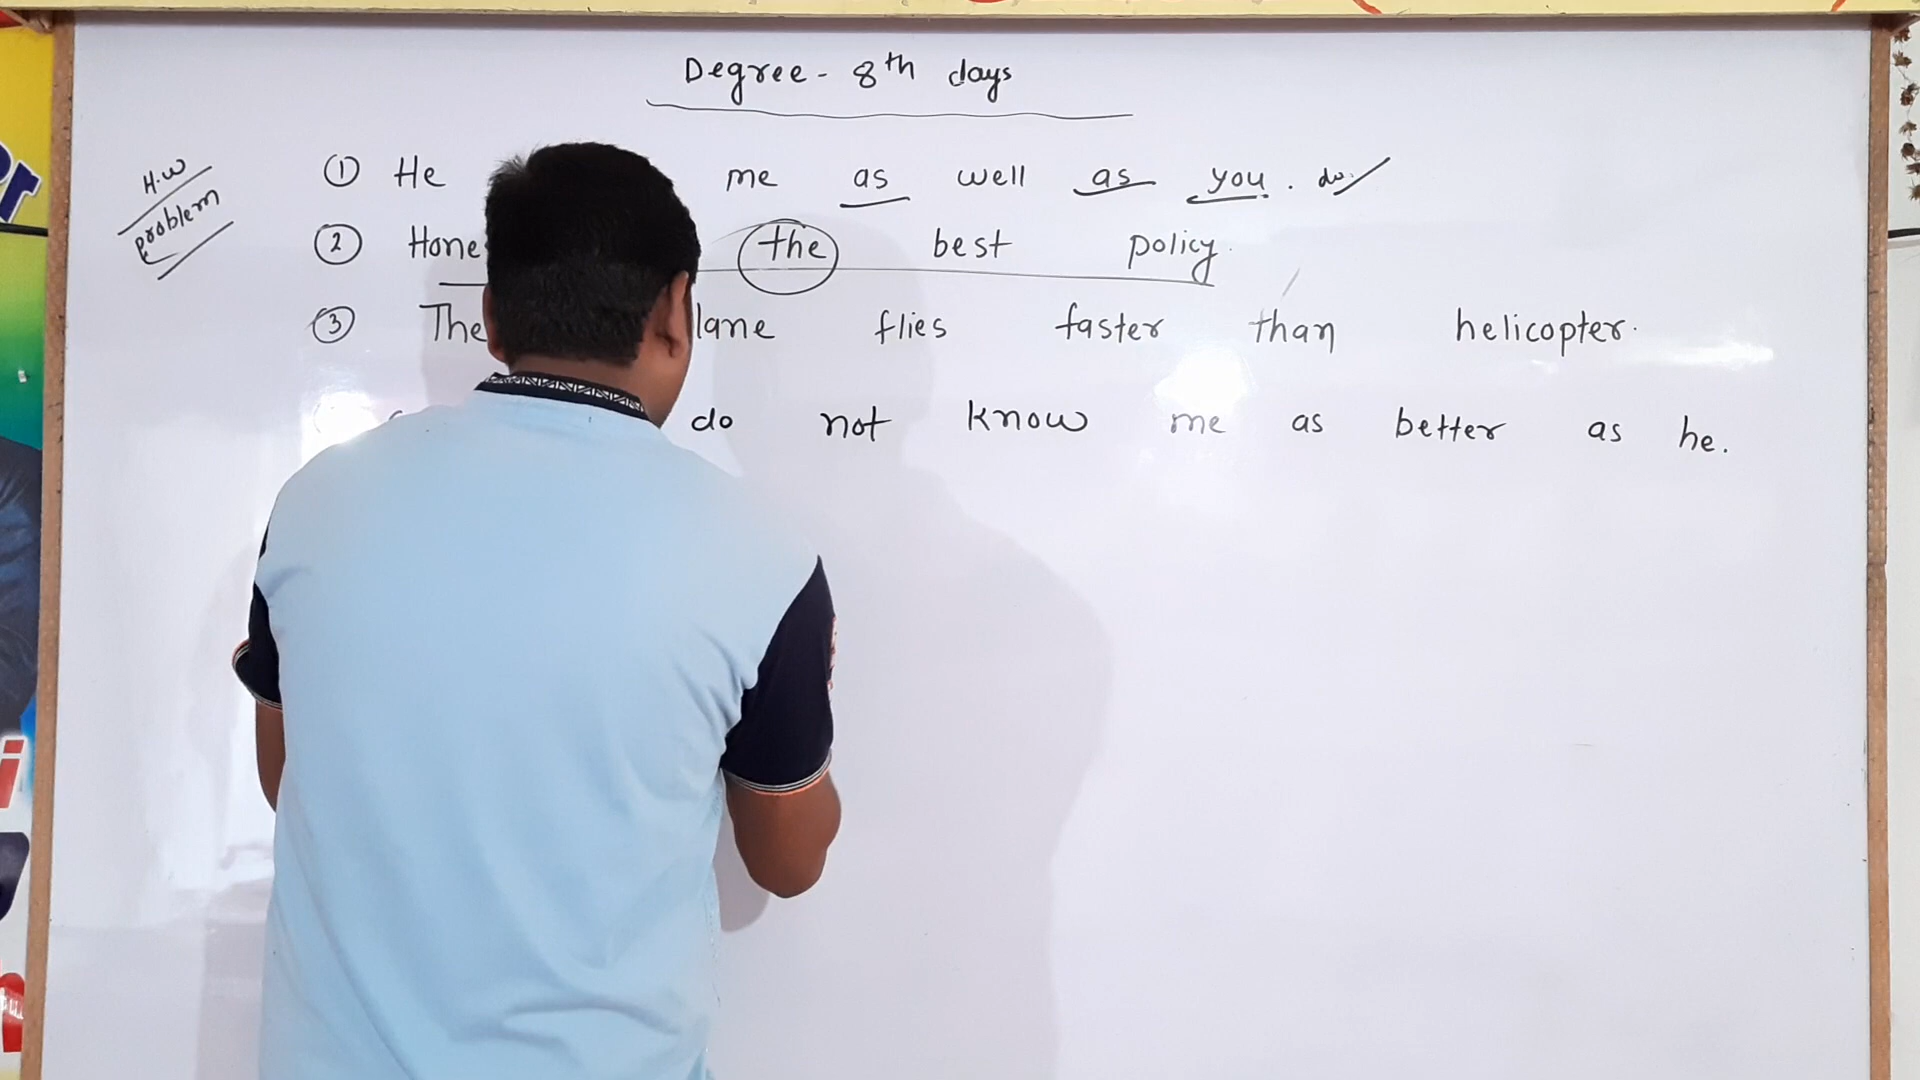 Degree - 8th days
H.W
problem
① He me as well as you. do.
② Hone the best policy.
③ The lane flies faster than helicopter.
do not know me as better as he.